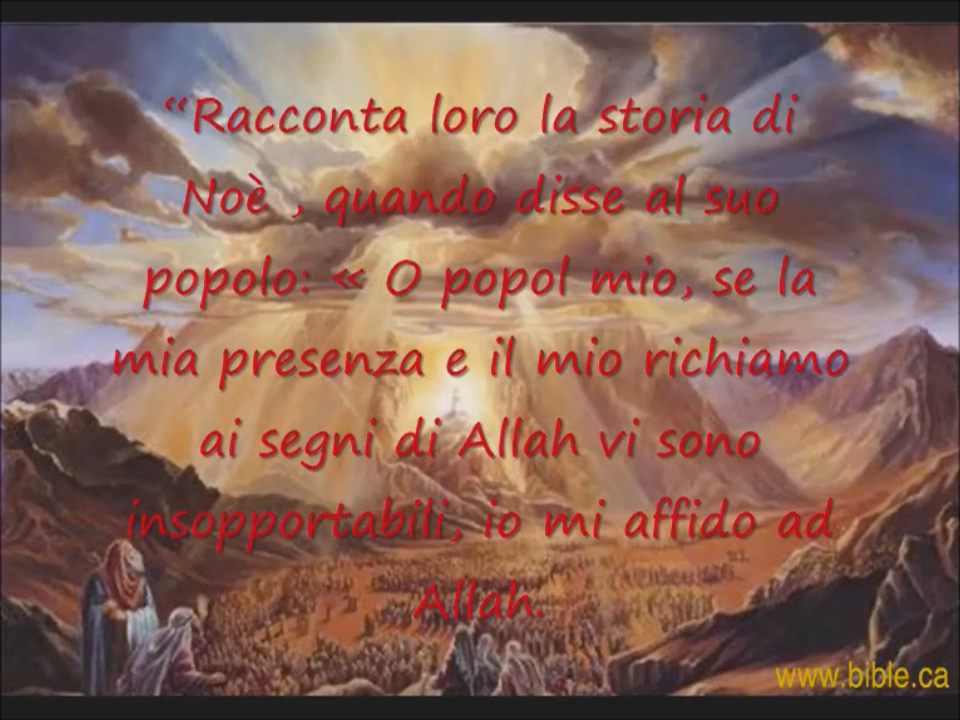 “Racconta loro la storia di
Noè , quando disse al suo
popolo: « O popol mio, se la
mia presenza e il mio richiamo
ai segni di Allah vi sono
insopportabili, io mi affido ad
Allah.
www.bible.ca